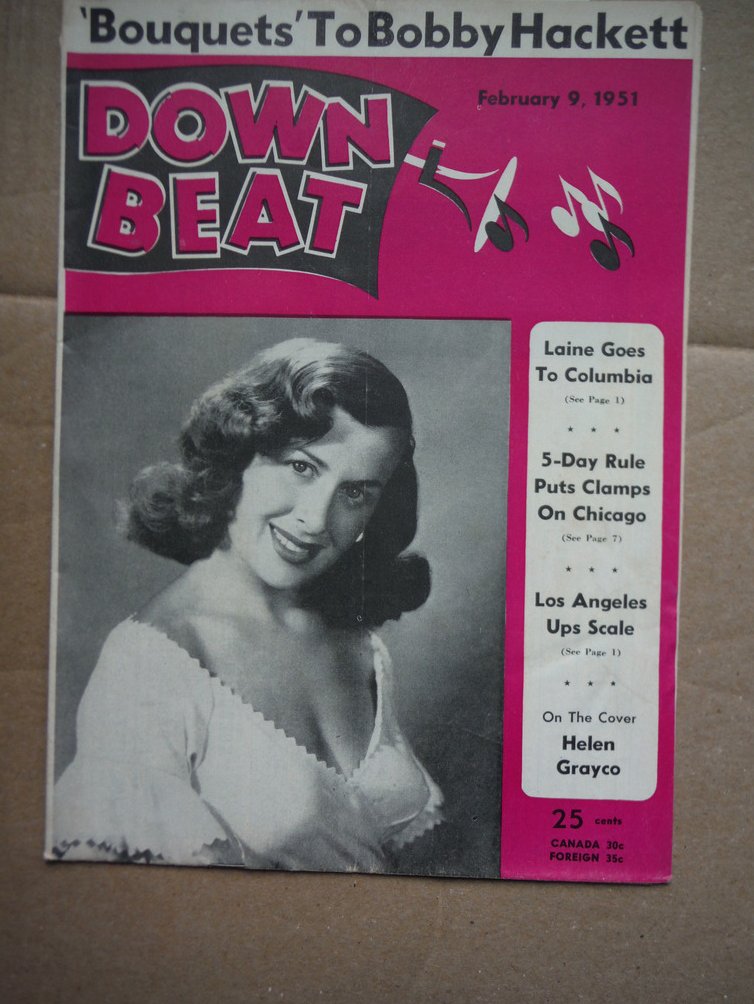 'Bouquets' To Bobby Hackett
DOWN
BEAT
February 9, 1951
Laine Goes
To Columbia
(See Page 1)
* * *
5-Day Rule
Puts Clamps
On Chicago
(See Page 7)
* * *
Los Angeles
Ups Scale
(See Page 1)
* * *
On The Cover
Helen
Grayco
25 cents
CANADA 30c
FOREIGN 35c